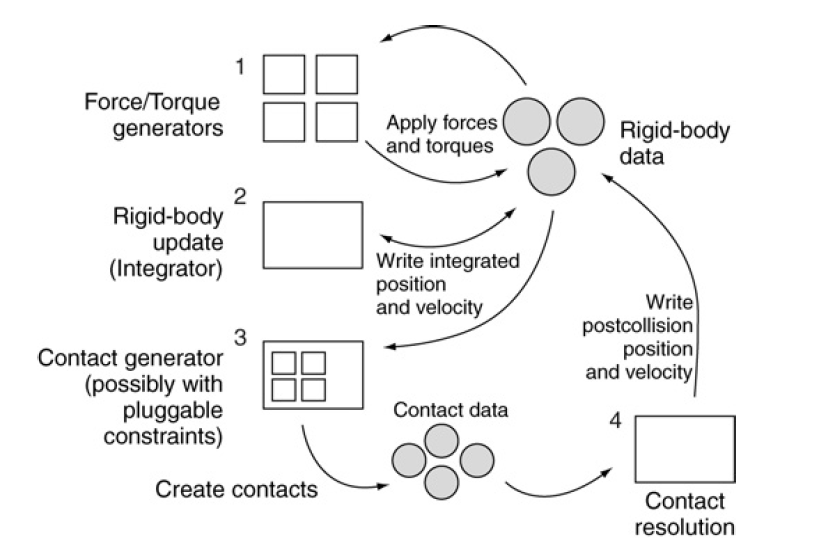 1
Force/Torque
generators
Apply forces
and torques
Rigid-body
data
2
Rigid-body
update
(Integrator)
Write integrated
position
and velocity
3
Contact generator
(possibly with
pluggable
constraints)
Write
postcollision
position
and velocity
Contact data
4
Create contacts
Contact
resolution